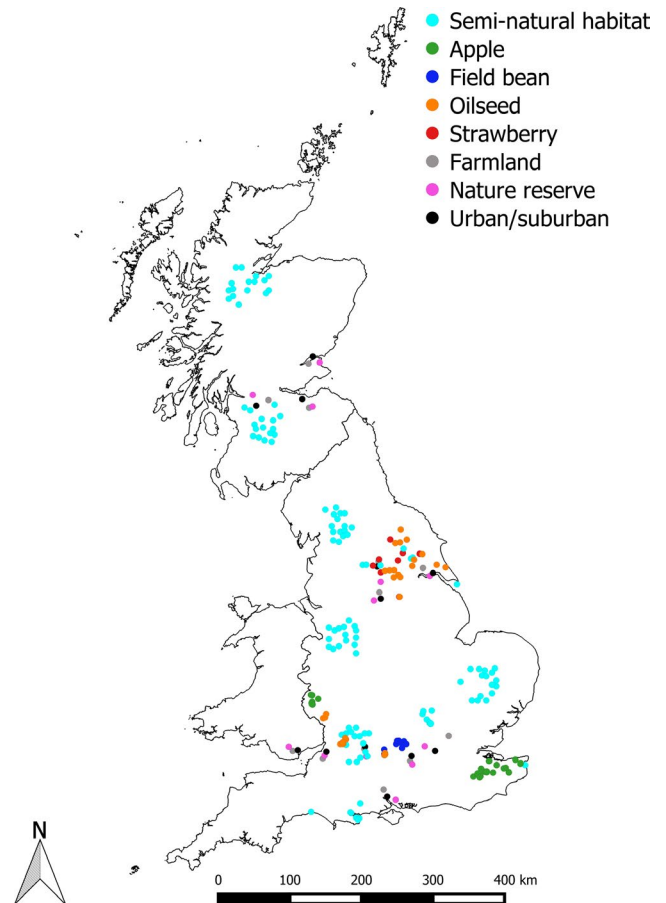 Semi-natural habitat
Apple
Field bean
Oilseed
Strawberry
Farmland
Nature reserve
Urban/suburban
N
0 100 200 300 400 km